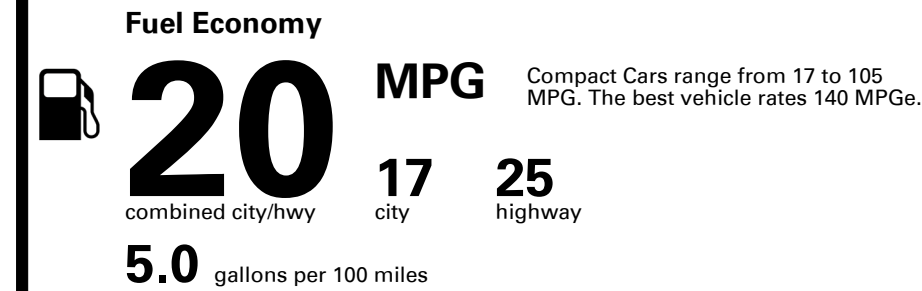 Fuel Economy
20
MPG
Compact Cars range from 17 to 105
MPG. The best vehicle rates 140 MPGe.
17
25
combined city/hwy
city
highway
5.0 gallons per 100 miles